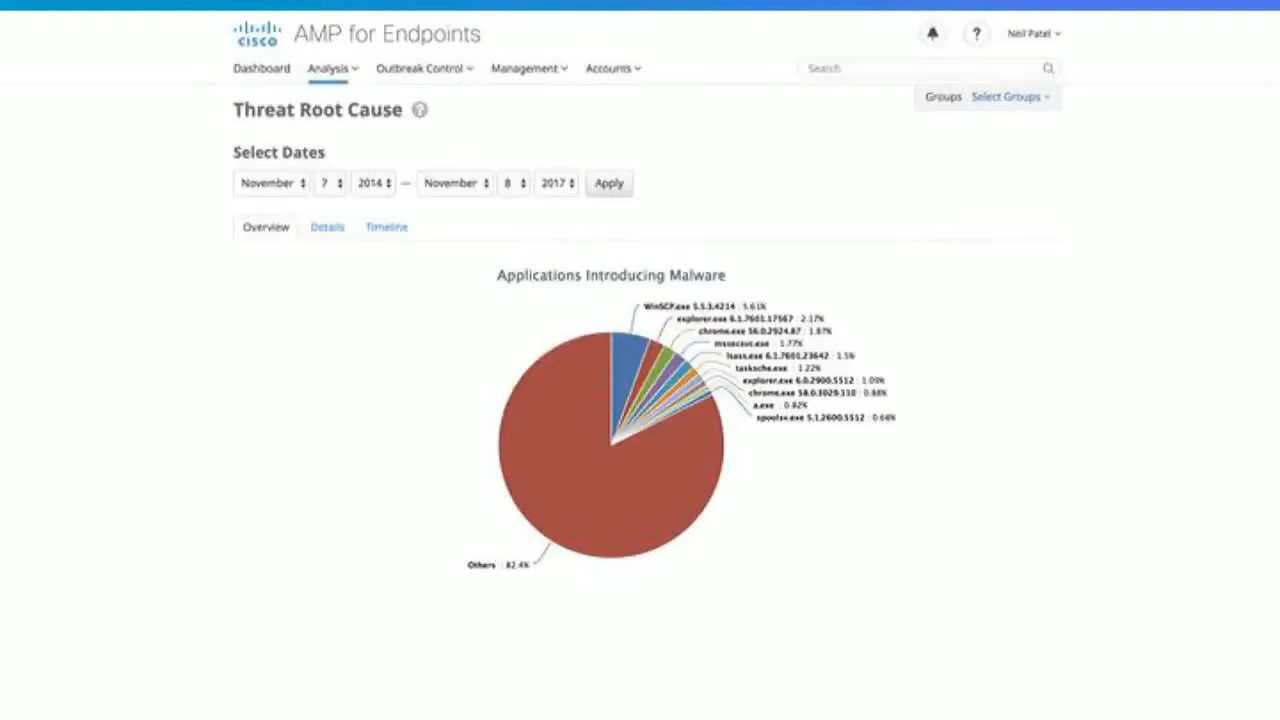 CISCO AMP for Endpoints ? Neil Patel
Dashboard Analysis Outbreak Control Management Accounts Search
Groups Select Groups
Threat Root Cause ?
Select Dates
November 7 2014 — November 8 2017 Apply
Overview Details Timeline
Applications Introducing Malware
WinSCP.exe 5.5.3.4214 : 5.61%
explorer.exe 6.1.7601.17567 : 2.17%
chrome.exe 56.0.2924.87 : 1.87%
mssecsvc.exe : 1.77%
lsass.exe 6.1.7601.23642 : 1.5%
tasksche.exe : 1.22%
explorer.exe 6.0.2900.5512 : 1.09%
chrome.exe 58.0.3029.110 : 0.88%
a.exe : 0.82%
spoolsv.exe 5.1.2600.5512 : 0.68%
Others : 82.4%